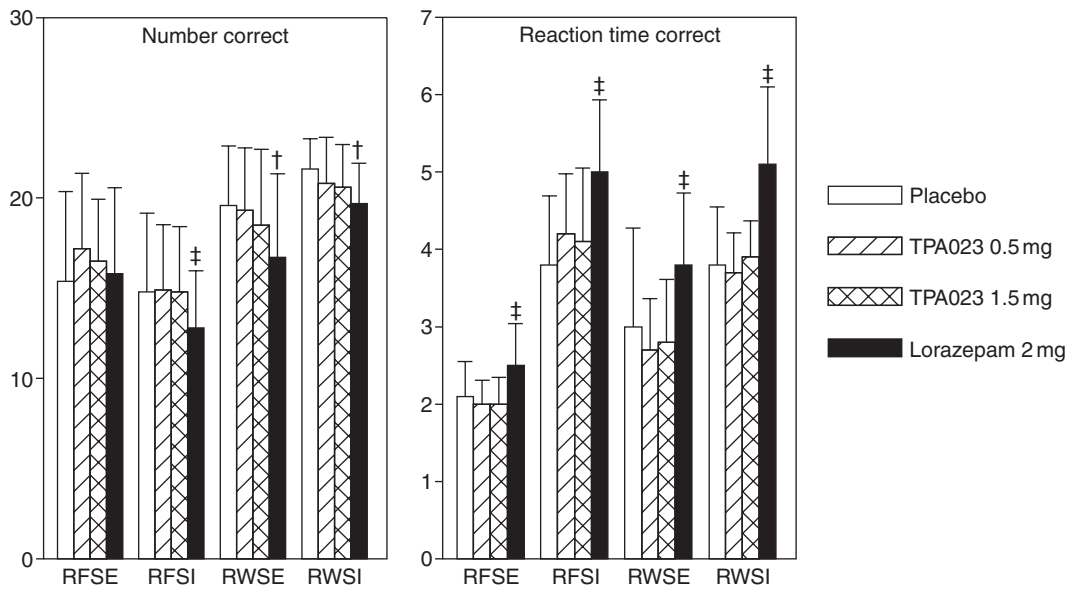 Number correct
30
20
10
0
†
†
‡
RFSE RFSI RWSE RWSI
Reaction time correct
7
6
5
4
3
2
1
0
‡
‡
‡
‡
RFSE RFSI RWSE RWSI
Placebo
TPA023 0.5 mg
TPA023 1.5 mg
Lorazepam 2 mg